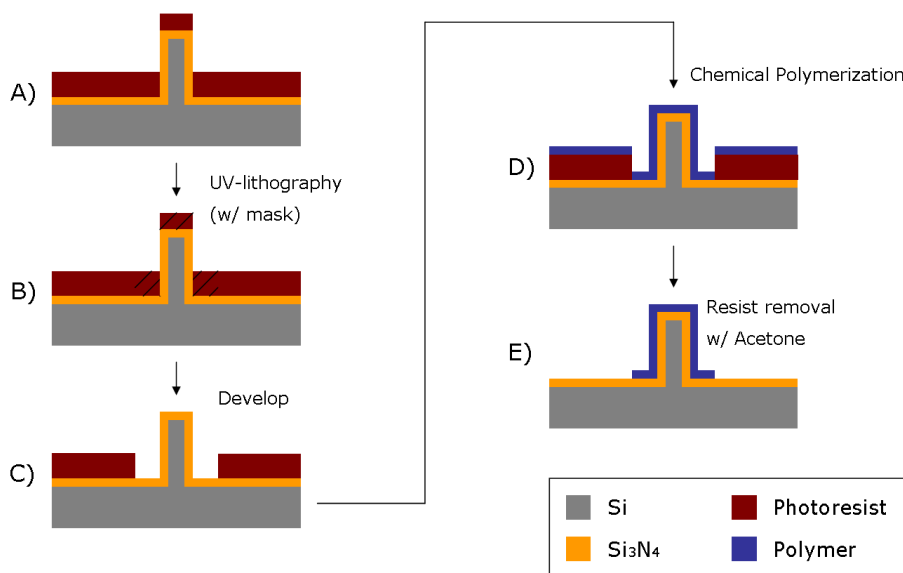 A)
UV-lithography
(w/ mask)
B)
Develop
C)
Chemical Polymerization
D)
Resist removal
w/ Acetone
E)
Si
Photoresist
Si₃N₄
Polymer